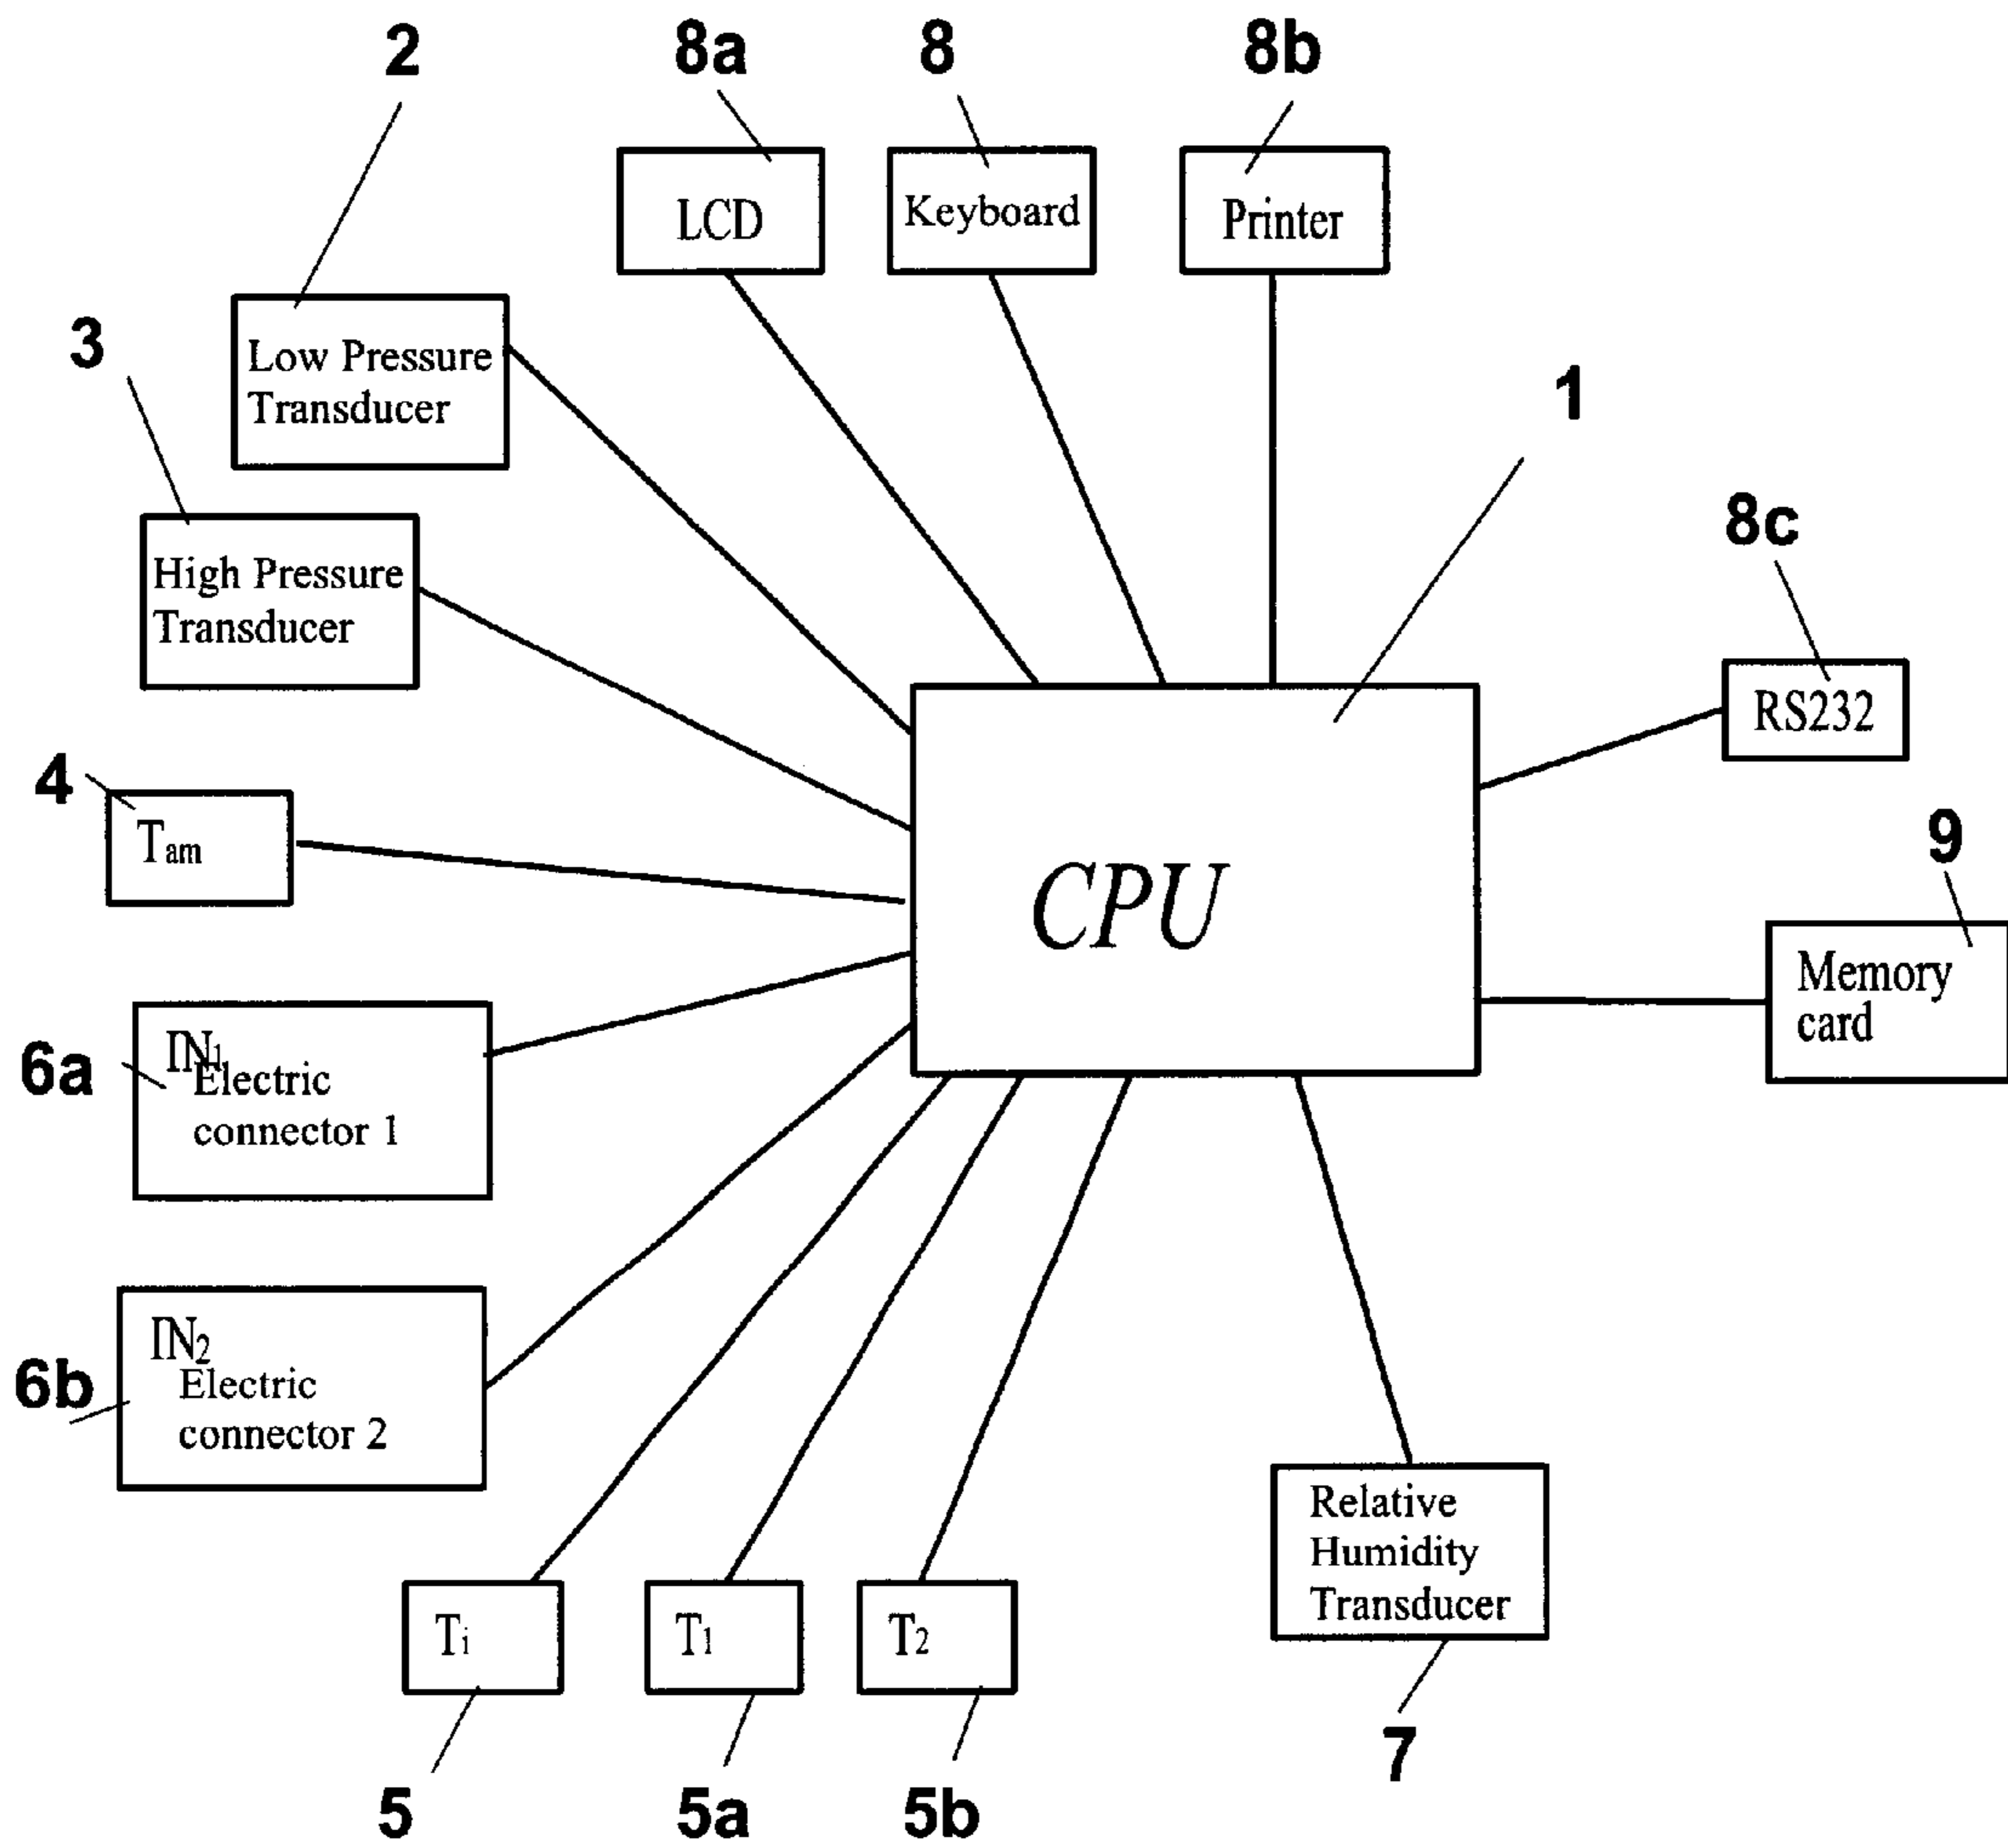 2
8a
8
8b
LCD
Keyboard
Printer
3
Low Pressure
Transducer
1
8c
High Pressure
Transducer
RS232
4
Tam
9
CPU
Memory
card
6a
IN1
Electric
connector 1
6b
IN2
Electric
connector 2
Relative
Humidity
Transducer
Ti
T1
T2
7
5
5a
5b